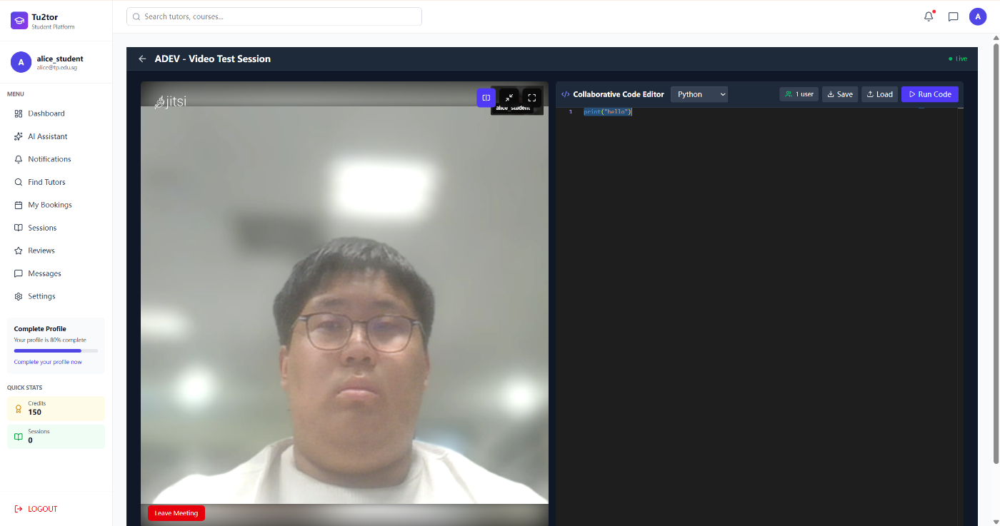 Tu2tor
Student Platform
Search tutors, courses...
A
A
alice_student
alice@tp.edu.sg
MENU
Dashboard
AI Assistant
Notifications
Find Tutors
My Bookings
Sessions
Reviews
Messages
Settings
Complete Profile
Your profile is 80% complete
Complete your profile now
QUICK STATS
Credits
150
Sessions
0
LOGOUT
ADEV - Video Test Session
Live
jitsi
alice_student
Leave Meeting
</> Collaborative Code Editor
Python
1 user
Save
Load
Run Code
1
print("hello")